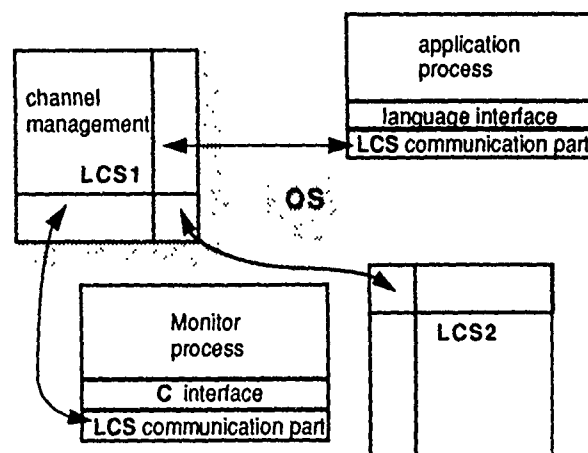 application
process
language interface
LCS communication part
channel
management
LCS1
OS
Monitor
process
C interface
LCS communication part
LCS2